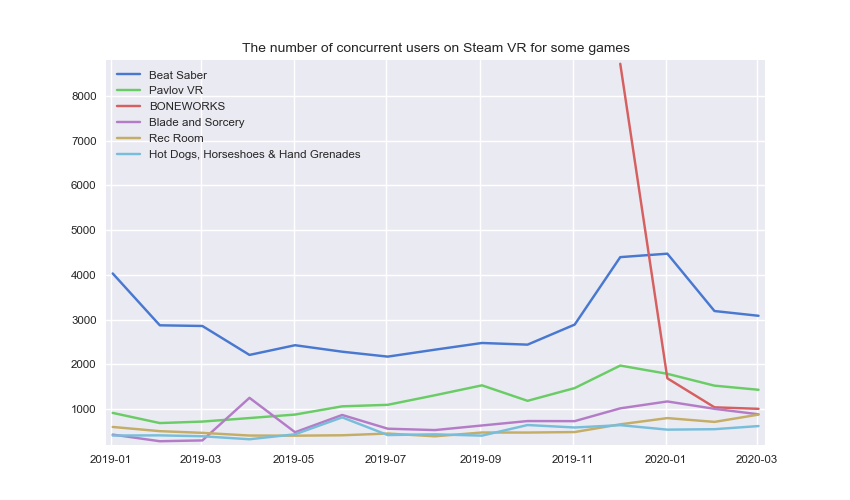 The number of concurrent users on Steam VR for some games
Beat Saber
Pavlov VR
BONEWORKS
Blade and Sorcery
Rec Room
Hot Dogs, Horseshoes & Hand Grenades
8000
7000
6000
5000
4000
3000
2000
1000
2019-01 2019-03 2019-05 2019-07 2019-09 2019-11 2020-01 2020-03